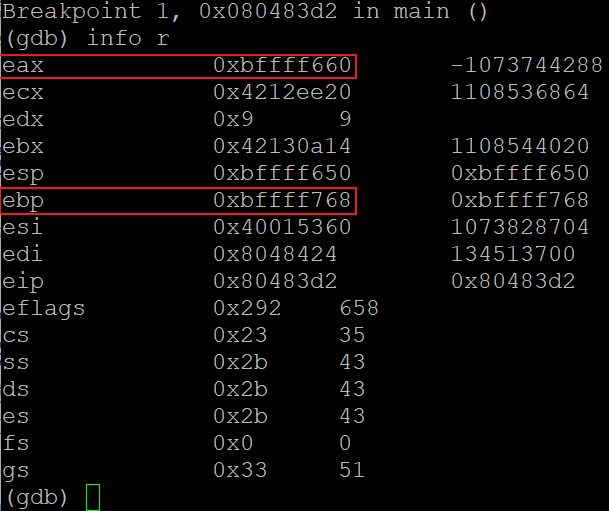 Breakpoint 1, 0x080483d2 in main ()
(gdb) info r
eax 0xbffff660 -1073744288
ecx 0x4212ee20 1108536864
edx 0x9 9
ebx 0x42130a14 1108544020
esp 0xbffff650 0xbffff650
ebp 0xbffff768 0xbffff768
esi 0x40015360 1073828704
edi 0x8048424 134513700
eip 0x80483d2 0x80483d2
eflags 0x292 658
cs 0x23 35
ss 0x2b 43
ds 0x2b 43
es 0x2b 43
fs 0x0 0
gs 0x33 51
(gdb)